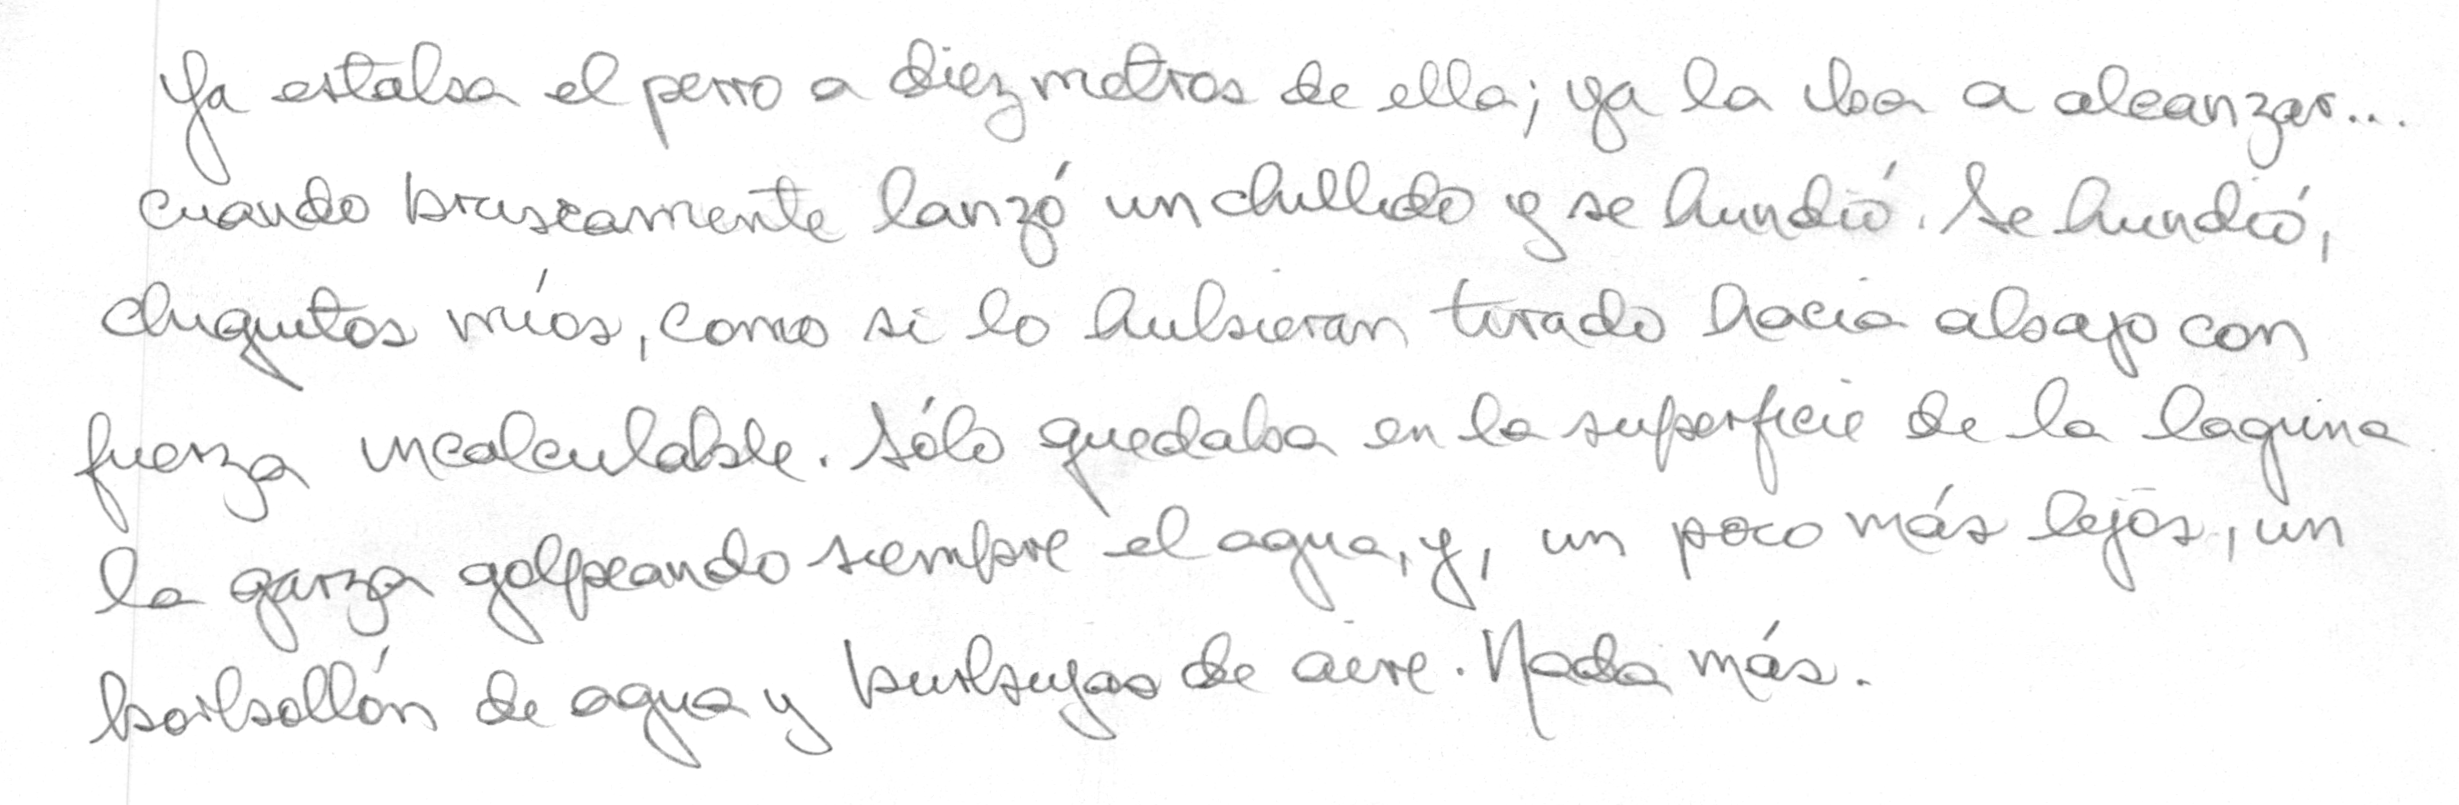 Ya estaba el perro a diez metros de ella; ya la iba a alcanzar...
cuando bruscamente lanzó un chillido y se hundió. Se hundió,
chiquitos míos, como si lo hubieran tirado hacia abajo con
fuerza incalculable. Sólo quedaba en la superficie de la laguna
la garza golpeando siempre el agua, y, un poco más lejos, un
borbollón de agua y burbujas de aire. Nada más.